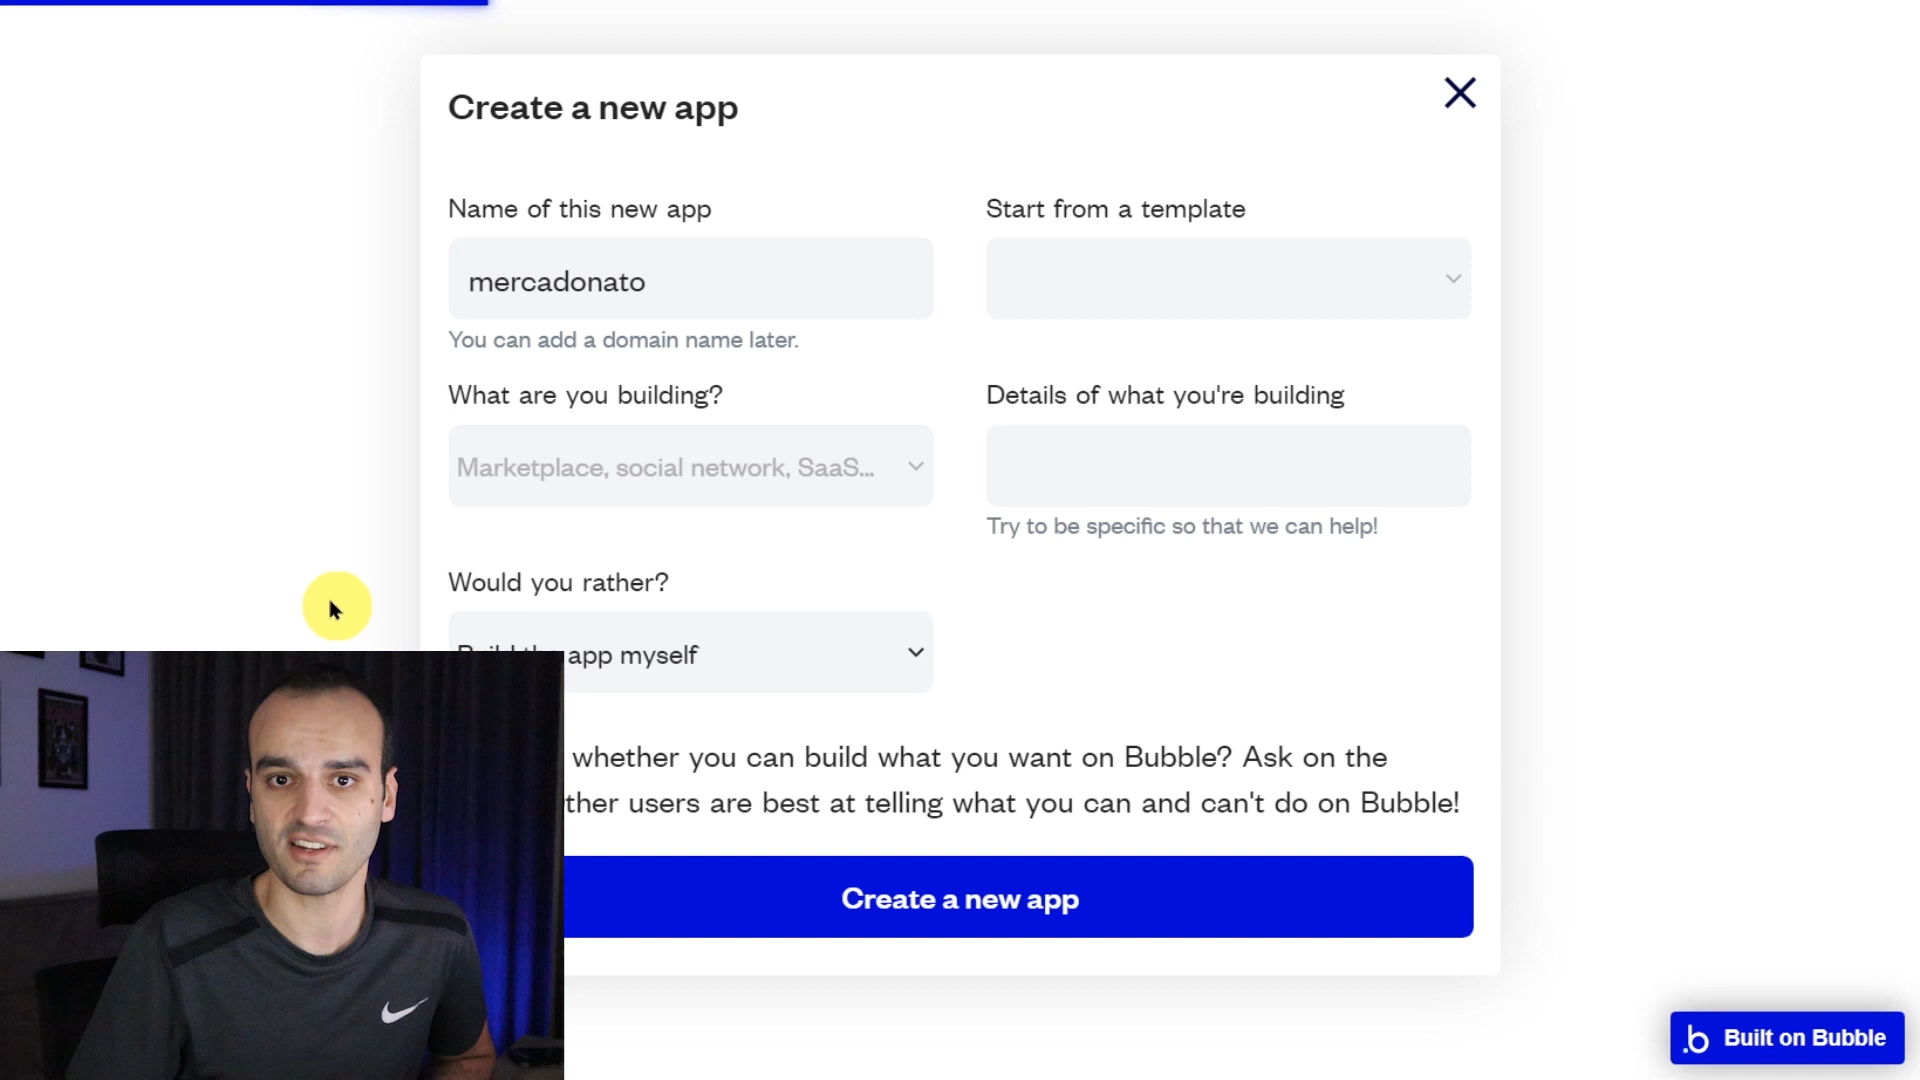 Create a new app
Name of this new app
Start from a template
mercadonato
You can add a domain name later.
What are you building?
Details of what you're building
Marketplace, social network, SaaS...
Try to be specific so that we can help!
Would you rather?
app myself
whether you can build what you want on Bubble? Ask on the
ther users are best at telling what you can and can't do on Bubble!
Create a new app
b Built on Bubble